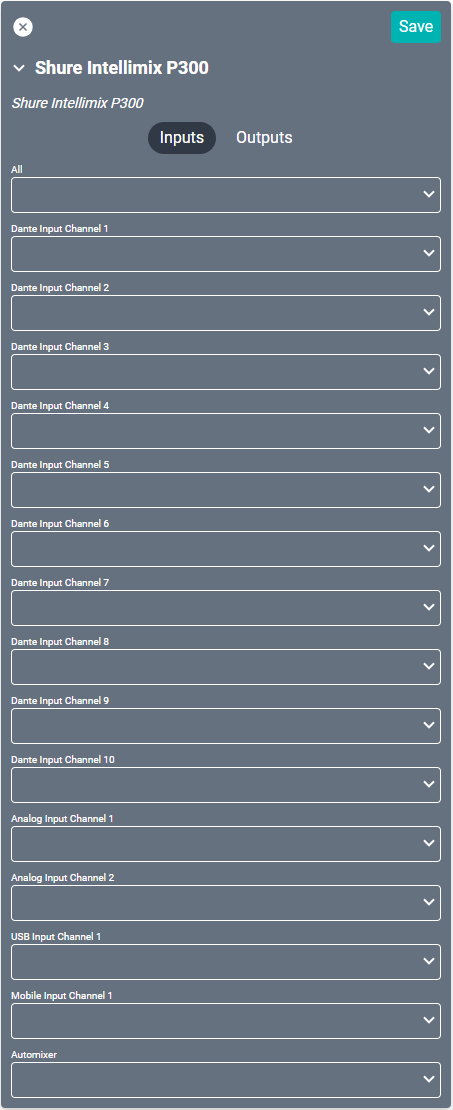 Save
Shure Intellimix P300
Shure Intellimix P300
Inputs Outputs
All
Dante Input Channel 1
Dante Input Channel 2
Dante Input Channel 3
Dante Input Channel 4
Dante Input Channel 5
Dante Input Channel 6
Dante Input Channel 7
Dante Input Channel 8
Dante Input Channel 9
Dante Input Channel 10
Analog Input Channel 1
Analog Input Channel 2
USB Input Channel 1
Mobile Input Channel 1
Automixer